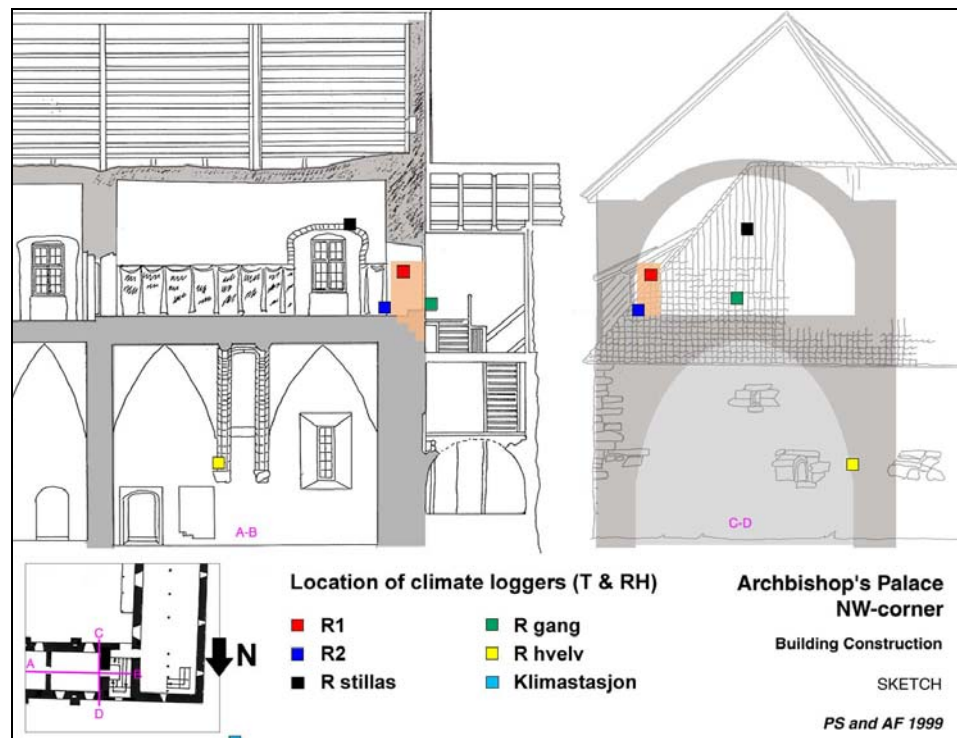 A-B
C-D
C
A
B
D
N
Location of climate loggers (T & RH)
R1
R2
R stillas
R gang
R hvelv
Klimastasjon
Archbishop's Palace
NW-corner
Building Construction
SKETCH
PS and AF 1999